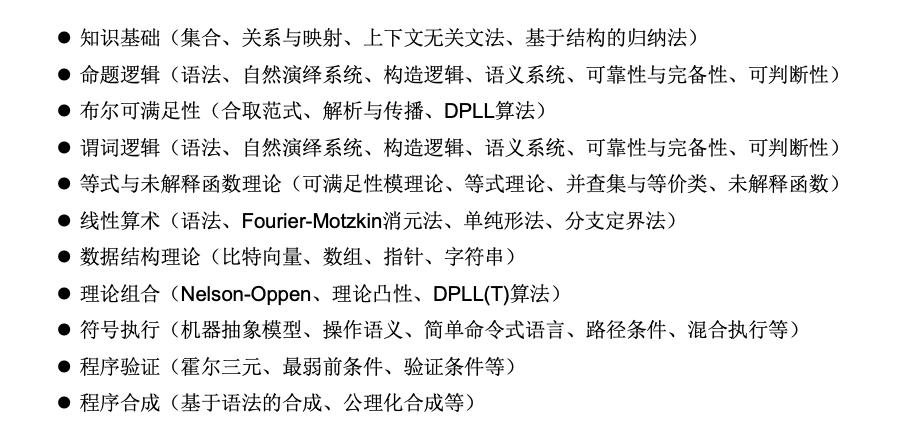 ● 知识基础（集合、关系与映射、上下文无关文法、基于结构的归纳法）
● 命题逻辑（语法、自然演绎系统、构造逻辑、语义系统、可靠性与完备性、可判断性）
● 布尔可满足性（合取范式、解析与传播、DPLL算法）
● 谓词逻辑（语法、自然演绎系统、构造逻辑、语义系统、可靠性与完备性、可判断性）
● 等式与未解释函数理论（可满足性模理论、等式理论、并查集与等价类、未解释函数）
● 线性算术（语法、Fourier-Motzkin消元法、单纯形法、分支定界法）
● 数据结构理论（比特向量、数组、指针、字符串）
● 理论组合（Nelson-Oppen、理论凸性、DPLL(T)算法）
● 符号执行（机器抽象模型、操作语义、简单命令式语言、路径条件、混合执行等）
● 程序验证（霍尔三元、最弱前条件、验证条件等）
● 程序合成（基于语法的合成、公理化合成等）